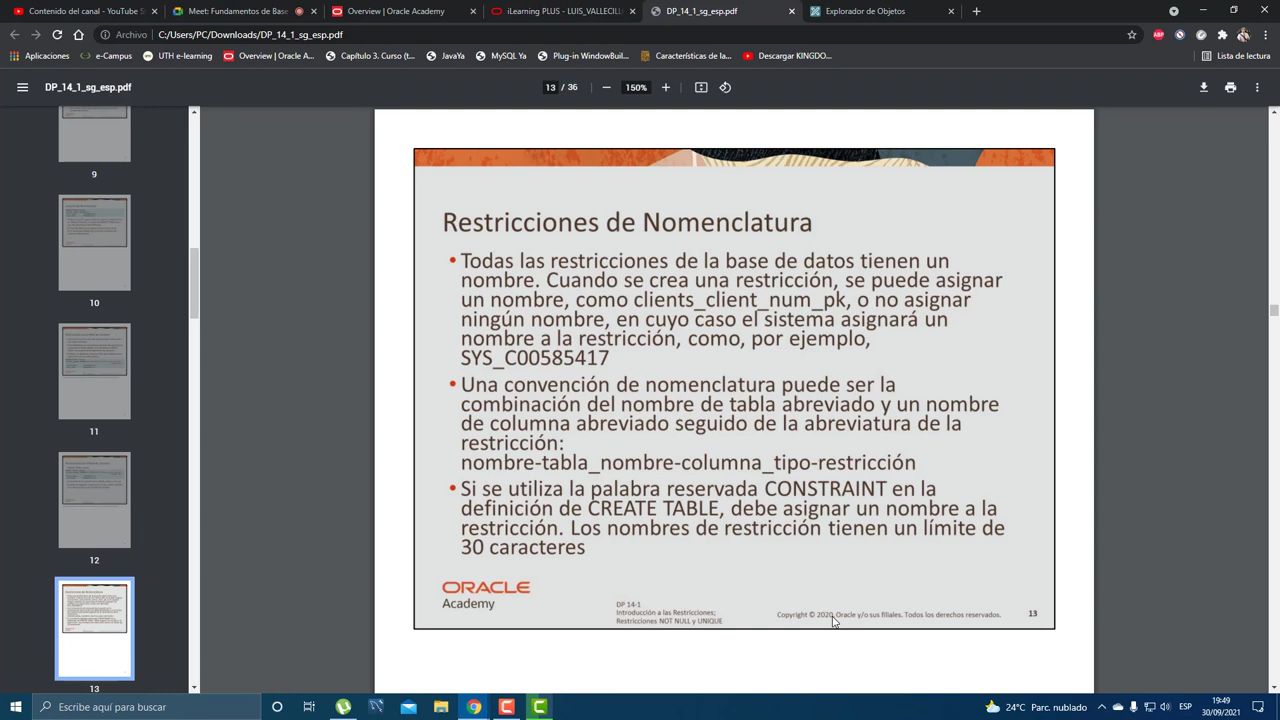 Contenido del canal - YouTube S
Meet: Fundamentos de Base
Overview | Oracle Academy
iLearning PLUS - LUIS_VALLECILL
DP_14_1_sg_esp.pdf
Explorador de Objetos
Archivo C:/Users/PC/Downloads/DP_14_1_sg_esp.pdf
Aplicaciones
e-Campus
UTH e-learning
Overview | Oracle A...
Capítulo 3. Curso (t...
JavaYa
MySQL Ya
Plug-in WindowBuil...
Características de la...
Descargar KINGDO...
Lista de lectura
DP_14_1_sg_esp.pdf
13 / 36
150%
9
10
11
12
13
Restricciones de Nomenclatura
• Todas las restricciones de la base de datos tienen un
nombre. Cuando se crea una restricción, se puede asignar
un nombre, como clients_client_num_pk, o no asignar
ningún nombre, en cuyo caso el sistema asignará un
nombre a la restricción, como, por ejemplo,
SYS_C00585417
• Una convención de nomenclatura puede ser la
combinación del nombre de tabla abreviado y un nombre
de columna abreviado seguido de la abreviatura de la
restricción:
nombre-tabla_nombre-columna_tipo-restricción
• Si se utiliza la palabra reservada CONSTRAINT en la
definición de CREATE TABLE, debe asignar un nombre a la
restricción. Los nombres de restricción tienen un límite de
30 caracteres
ORACLE
Academy
DP 14-1
Introducción a las Restricciones;
Restricciones NOT NULL y UNIQUE
Copyright © 2020, Oracle y/o sus filiales. Todos los derechos reservados.
13
Escribe aquí para buscar
24°C Parc. nublado
ESP
19:49
30/09/2021